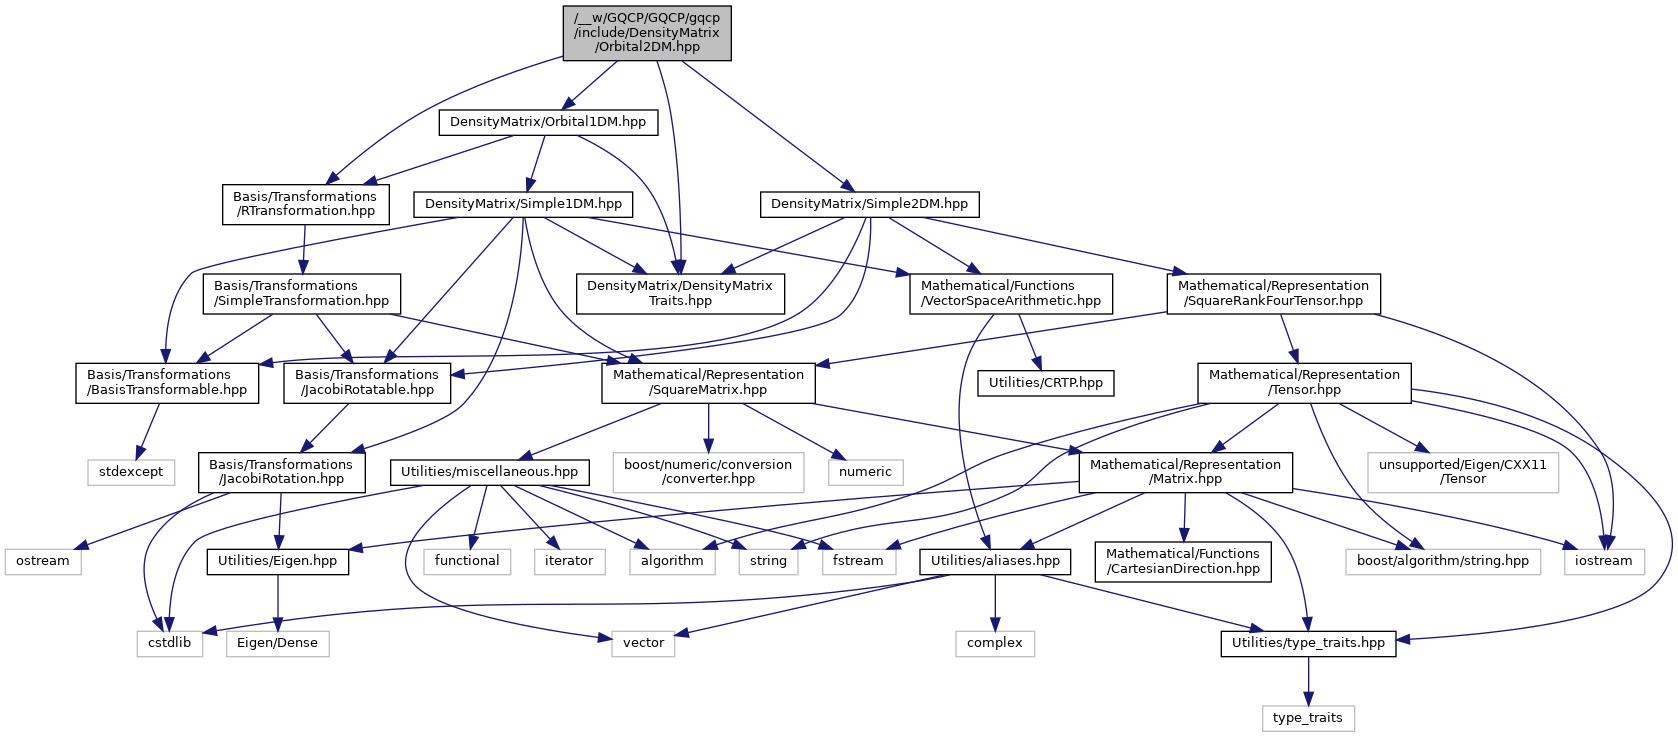 /__w/GQCP/GQCP/gqcp
/include/DensityMatrix
/Orbital2DM.hpp
DensityMatrix/Orbital1DM.hpp
Basis/Transformations
/RTransformation.hpp
DensityMatrix/Simple1DM.hpp
DensityMatrix/Simple2DM.hpp
Basis/Transformations
/SimpleTransformation.hpp
DensityMatrix/DensityMatrix
Traits.hpp
Mathematical/Functions
/VectorSpaceArithmetic.hpp
Mathematical/Representation
/SquareRankFourTensor.hpp
Basis/Transformations
/BasisTransformable.hpp
Basis/Transformations
/JacobiRotatable.hpp
Mathematical/Representation
/SquareMatrix.hpp
Utilities/CRTP.hpp
Mathematical/Representation
/Tensor.hpp
stdexcept
Basis/Transformations
/JacobiRotation.hpp
Utilities/miscellaneous.hpp
boost/numeric/conversion
/converter.hpp
numeric
Mathematical/Representation
/Matrix.hpp
unsupported/Eigen/CXX11
/Tensor
ostream
Utilities/Eigen.hpp
functional
iterator
algorithm
string
fstream
Utilities/aliases.hpp
Mathematical/Functions
/CartesianDirection.hpp
boost/algorithm/string.hpp
iostream
cstdlib
Eigen/Dense
vector
complex
Utilities/type_traits.hpp
type_traits